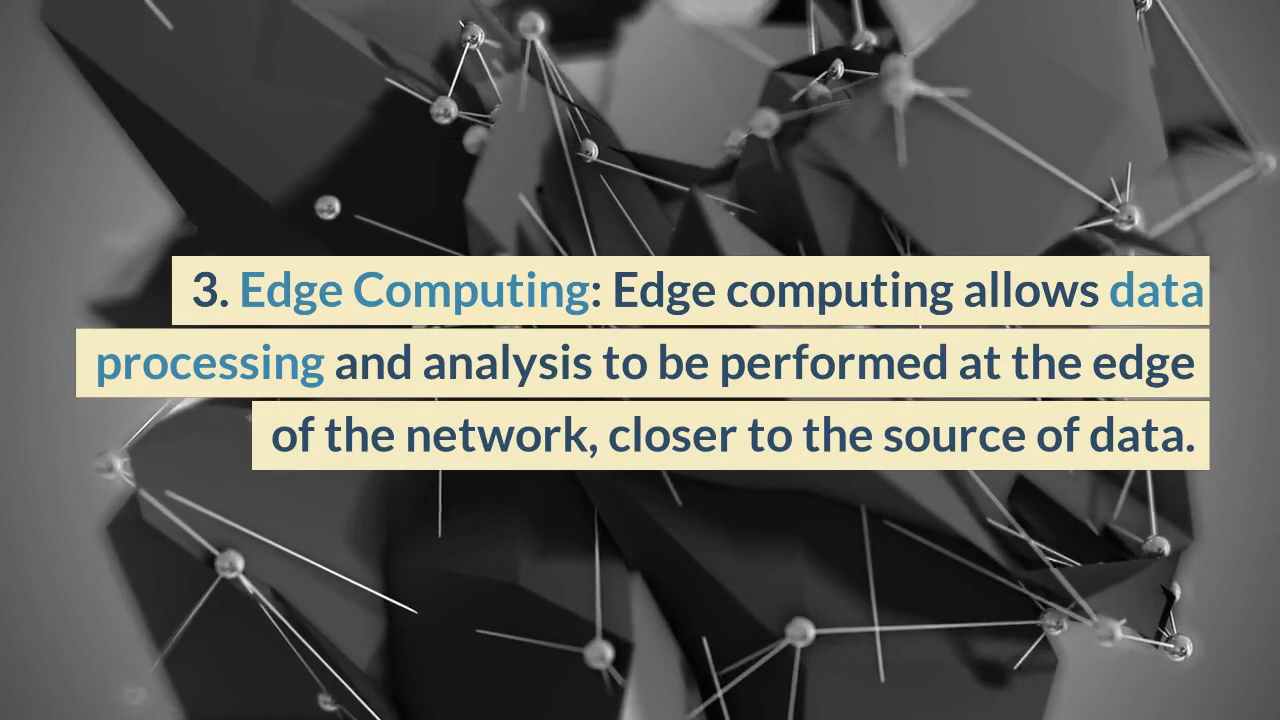 3. Edge Computing: Edge computing allows data
processing and analysis to be performed at the edge
of the network, closer to the source of data.